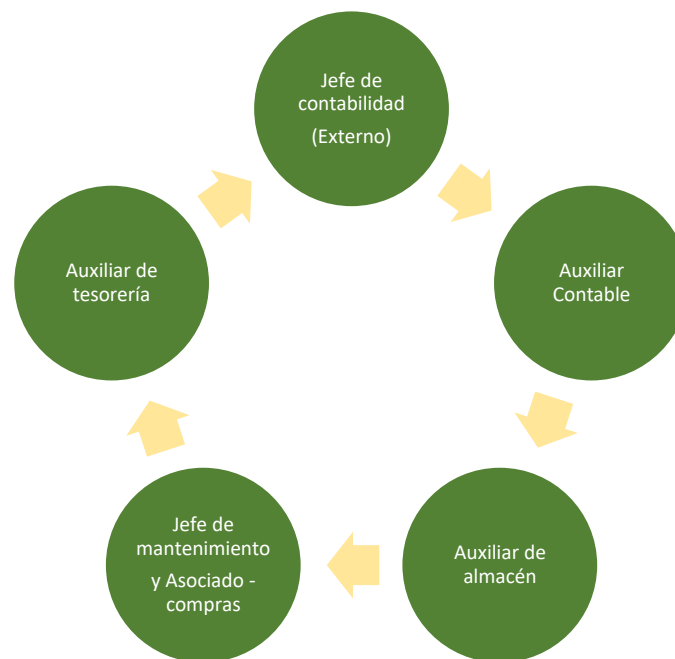 Jefe de
contabilidad
(Externo)
Auxiliar
Contable
Auxiliar de
almacén
Jefe de
mantenimiento
y Asociado -
compras
Auxiliar de
tesorería